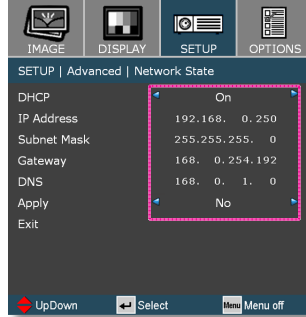 IMAGE DISPLAY SETUP OPTIONS
SETUP | Advanced | Network State
DHCP On
IP Address 192.168. 0.250
Subnet Mask 255.255.255. 0
Gateway 168. 0.254.192
DNS 168. 0. 1. 0
Apply No
Exit
UpDown Select Menu Menu off